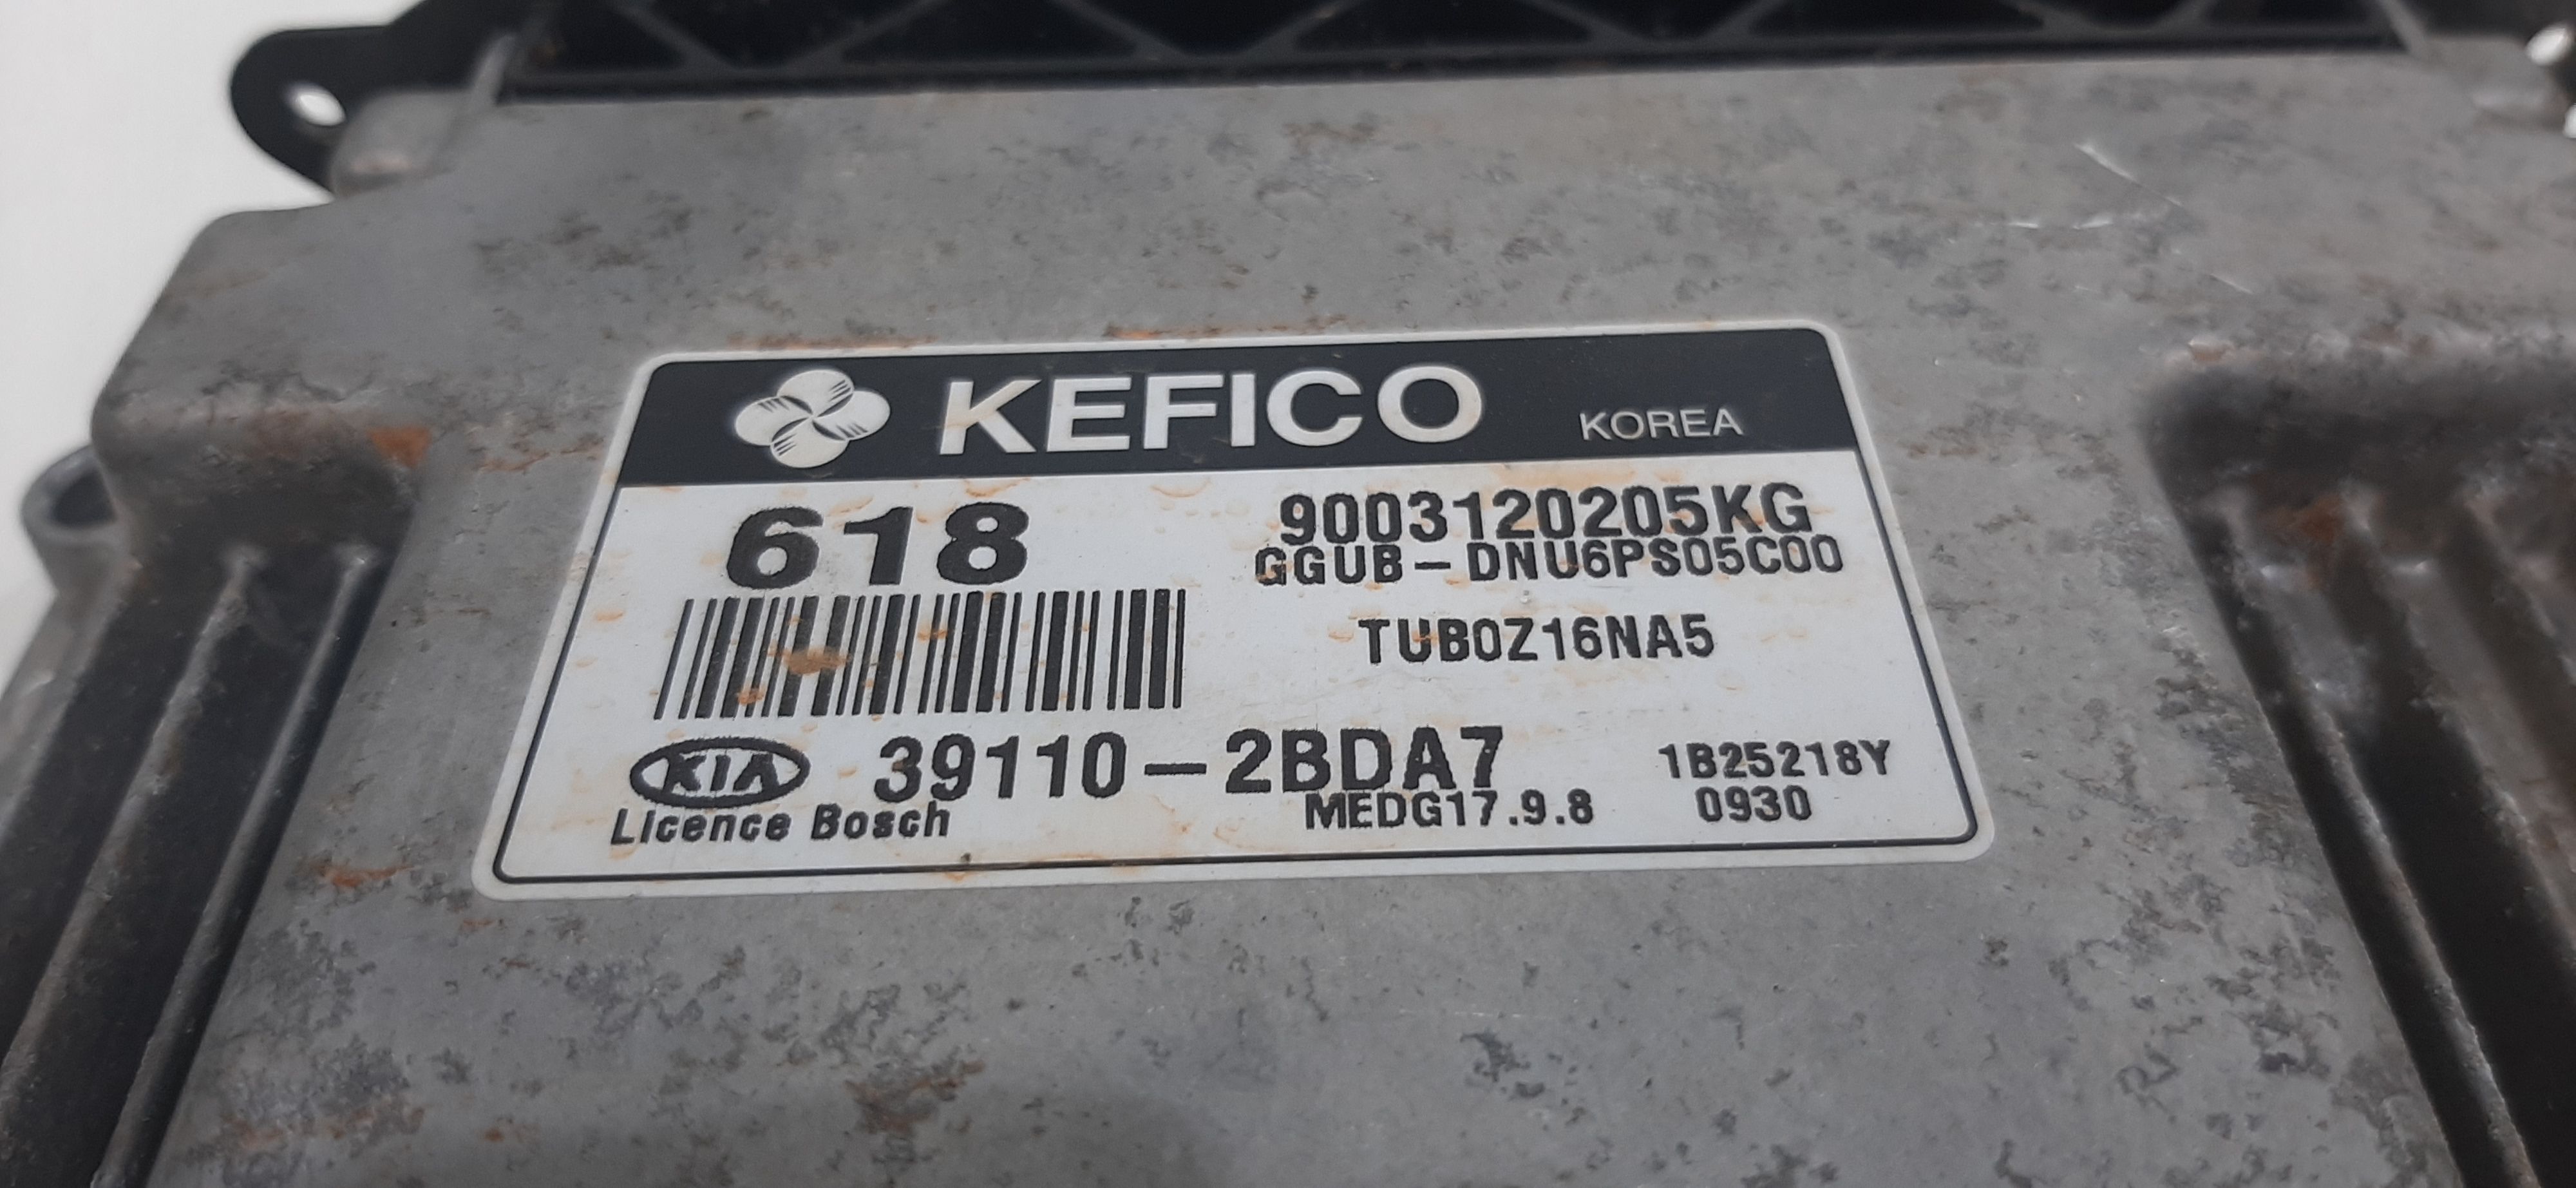 KEFICO KOREA
618
9003120205KG
GGUB-DNU6PS05C00
TUB0Z16NA5
KIA 39110-2BDA7
1B25218Y
Licence Bosch
MEDG17.9.8
0930